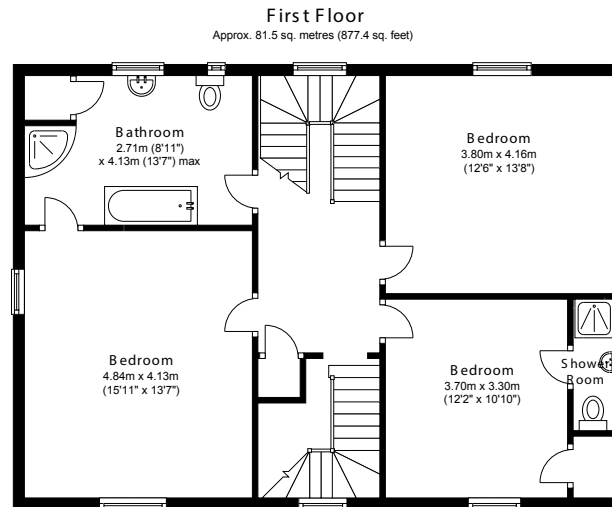 First Floor
Approx. 81.5 sq. metres (877.4 sq. feet)
Bathroom
2.71m (8'11")
x 4.13m (13'7") max
Bedroom
3.80m x 4.16m
(12'6" x 13'8")
Bedroom
4.84m x 4.13m
(15'11" x 13'7")
Bedroom
3.70m x 3.30m
(12'2" x 10'10")
Shower
Room